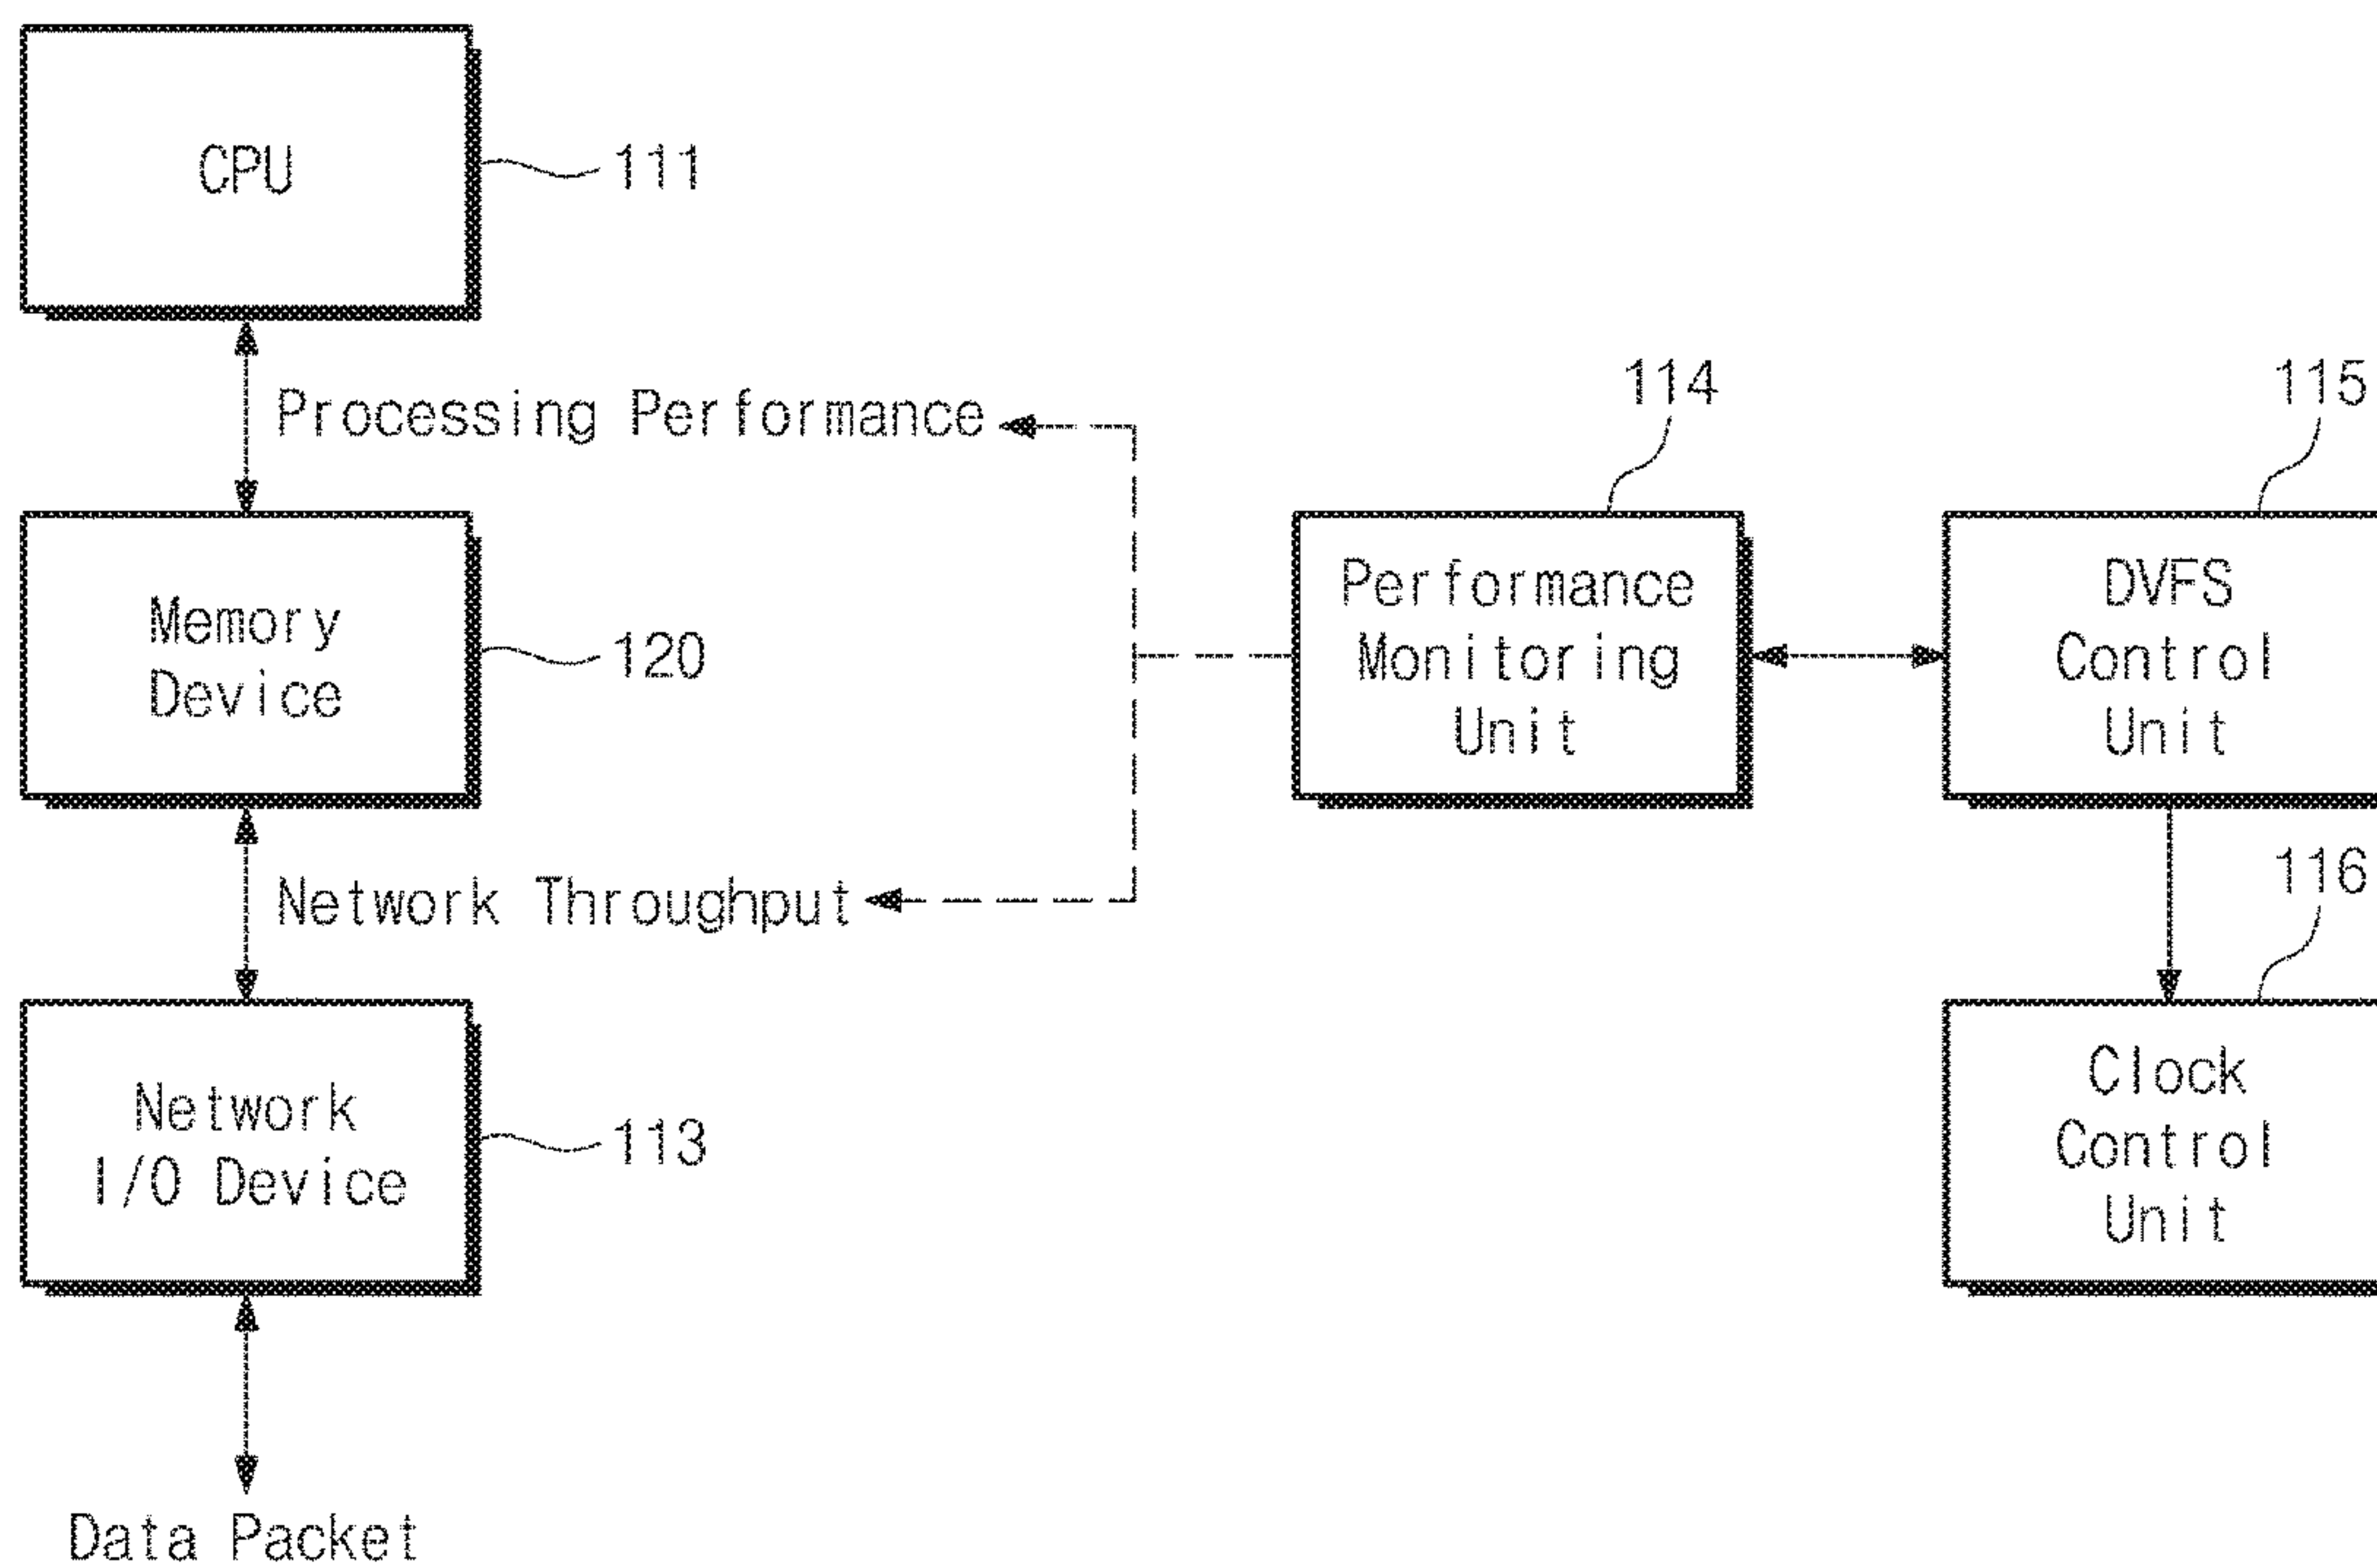 CPU
111
Processing Performance
114
115
Memory
Device
120
Performance
Monitoring
Unit
DVFS
Control
Unit
Network Throughput
116
Network
I/O Device
113
Clock
Control
Unit
Data Packet